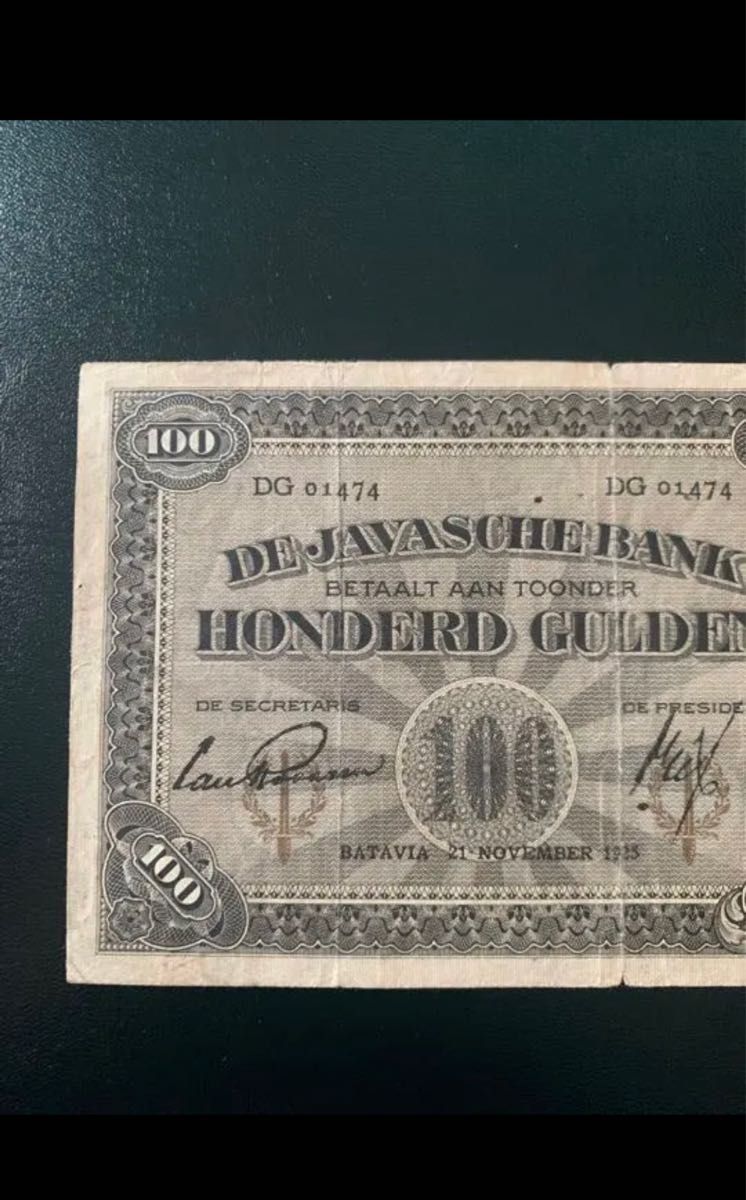 100
DG 01474 DG 01474
DE JAVASCHE BANK
BETAALT AAN TOONDER
HONDERD GULDEN
DE SECRETARIS DE PRESIDE
100
BATAVIA 21 NOVEMBER 1925
100